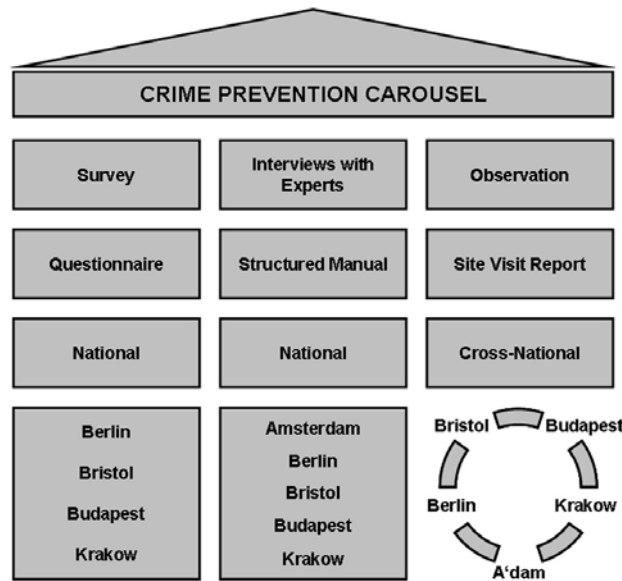 CRIME PREVENTION CAROUSEL
Survey
Interviews with
Experts
Observation
Questionnaire
Structured Manual
Site Visit Report
National
National
Cross-National
Berlin
Bristol
Budapest
Krakow
Amsterdam
Berlin
Bristol
Budapest
Krakow
Bristol
Budapest
Berlin
Krakow
A‘dam